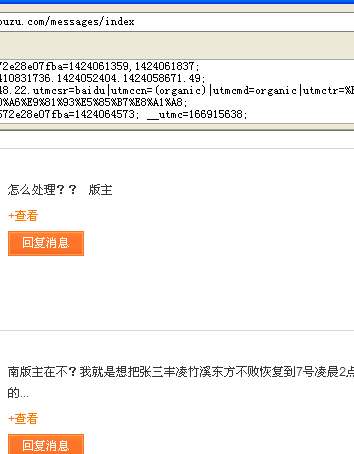 ouzu.com/messages/index
72e28e07fba=1424061359,1424061837;
410831736.1424052404.1424058671.49;
48.22.utmcsr=baidu|utmccn=(organic)|utmcmd=organic|utmctr=%E
0%A6%E9%81%93%E5%85%B7%E8%A1%A8;
572e28e07fba=1424064573; __utmc=166915638;
怎么处理？？ 版主
+查看
回复消息
南版主在不？我就是想把张三丰凌竹溪东方不败恢复到7号凌晨2点
的...
+查看
回复消息